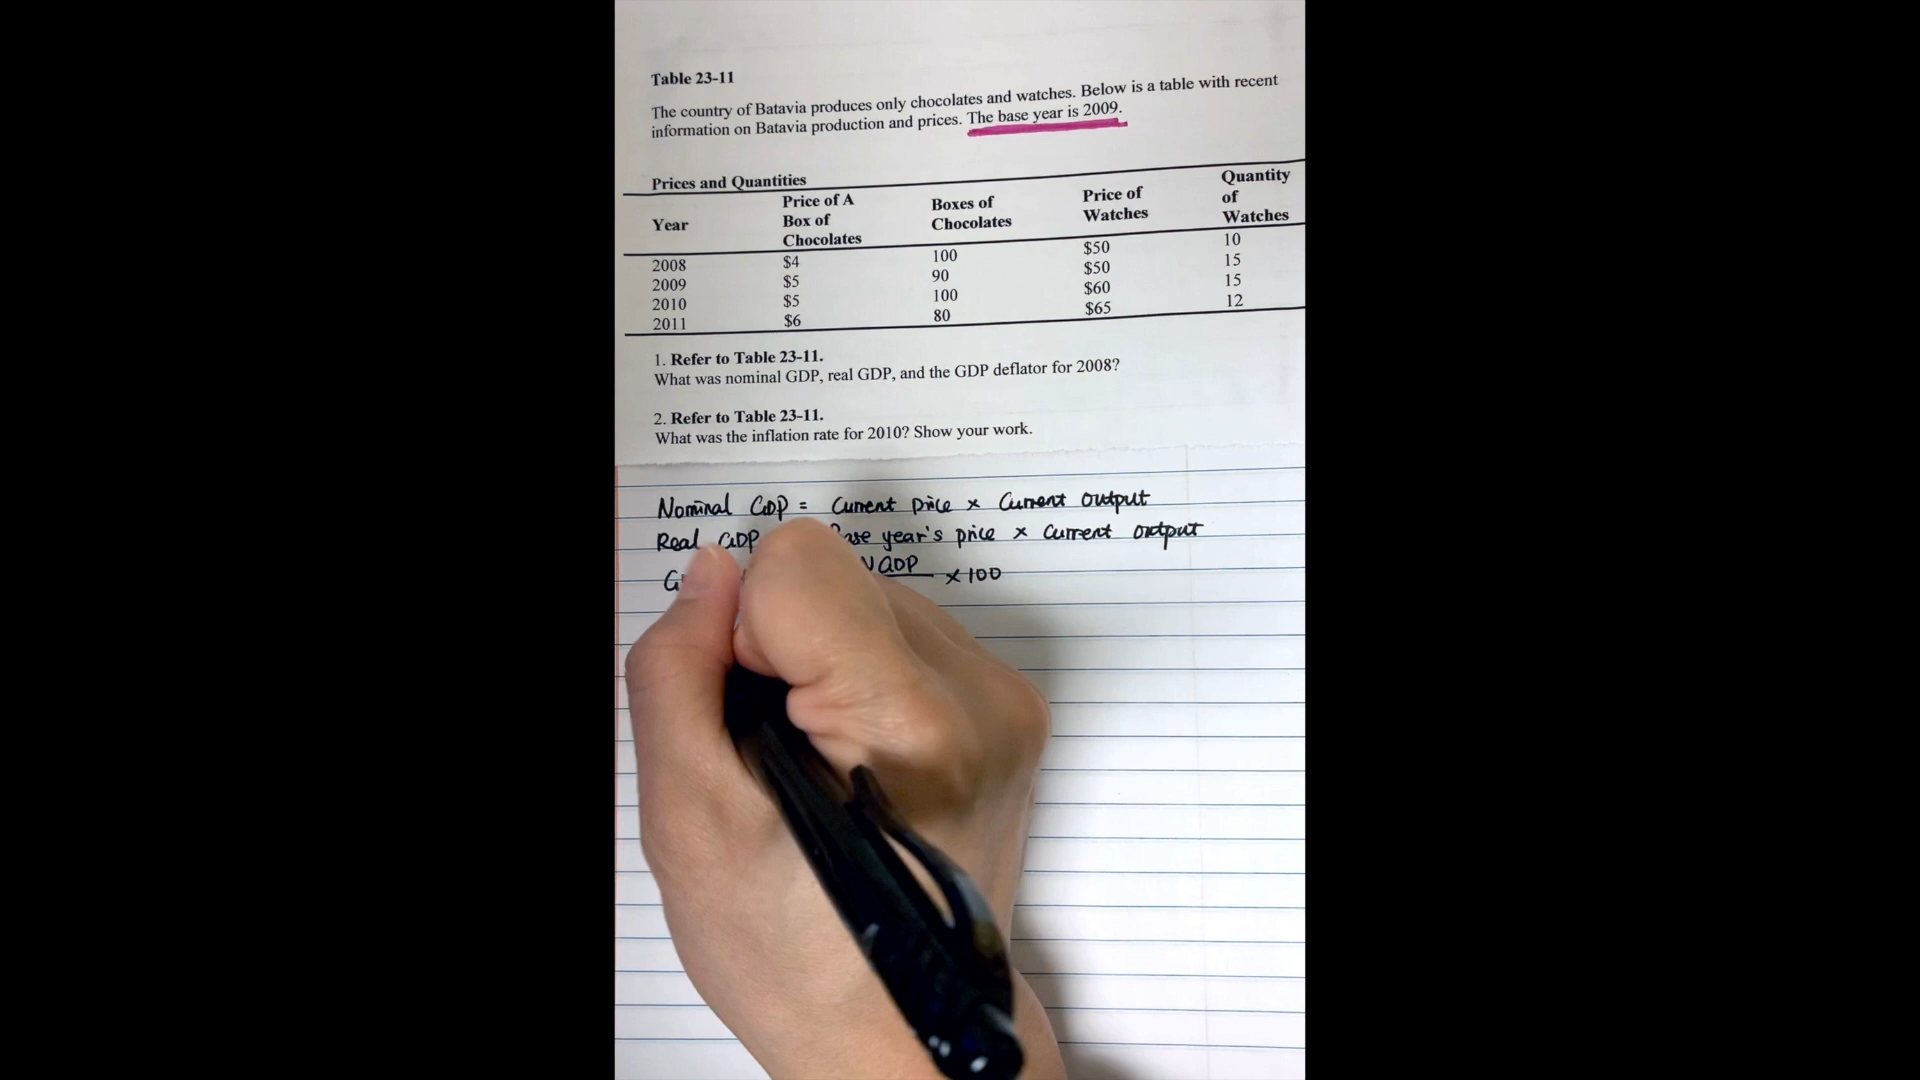 Table 23-11
The country of Batavia produces only chocolates and watches. Below is a table with recent
information on Batavia production and prices. The base year is 2009.
Prices and Quantities
Year Price of A Box of Chocolates Boxes of Chocolates Price of Watches Quantity of Watches
2008 $4 100 $50 10
2009 $5 90 $50 15
2010 $5 100 $60 15
2011 $6 80 $65 12
1. Refer to Table 23-11.
What was nominal GDP, real GDP, and the GDP deflator for 2008?
2. Refer to Table 23-11.
What was the inflation rate for 2010? Show your work.
Nominal GDP = Current price x Current output
Real GDP year's price x Current output
GDP x 100